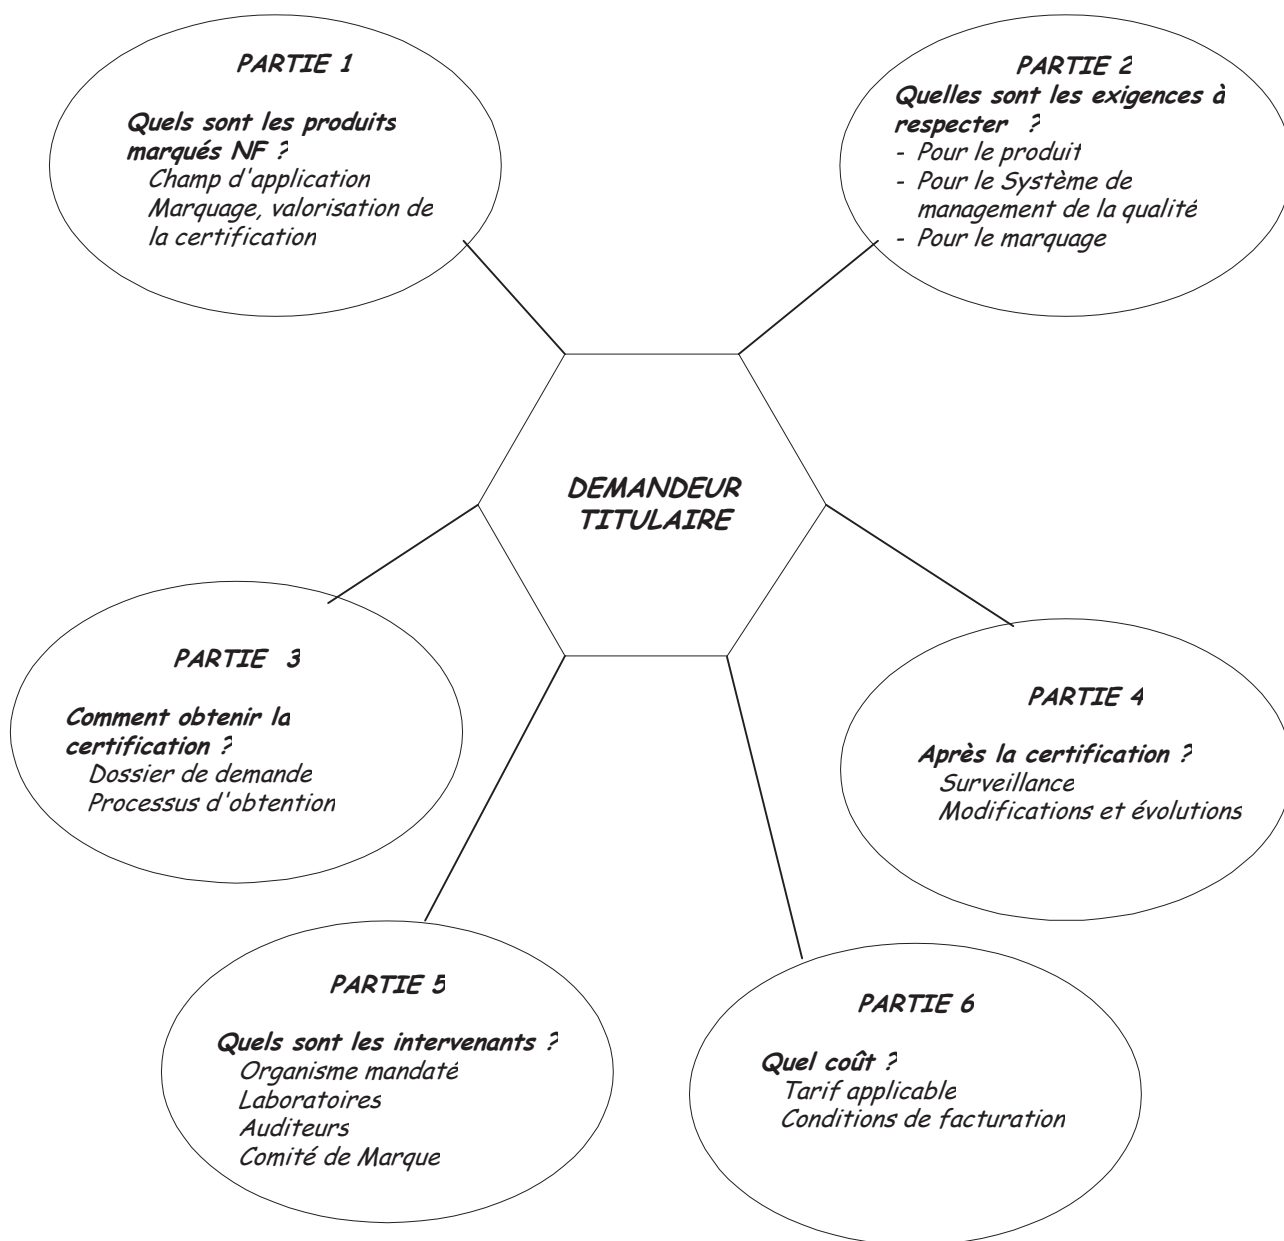 PARTIE 1
Quels sont les produits
marqués NF ?
Champ d'application
Marquage, valorisation de
la certification
PARTIE 2
Quelles sont les exigences à
respecter ?
- Pour le produit
- Pour le Système de
management de la qualité
- Pour le marquage
DEMANDEUR
TITULAIRE
PARTIE 3
Comment obtenir la
certification ?
Dossier de demande
Processus d'obtention
PARTIE 4
Après la certification ?
Surveillance
Modifications et évolutions
PARTIE 5
Quels sont les intervenants ?
Organisme mandaté
Laboratoires
Auditeurs
Comité de Marque
PARTIE 6
Quel coût ?
Tarif applicable
Conditions de facturation